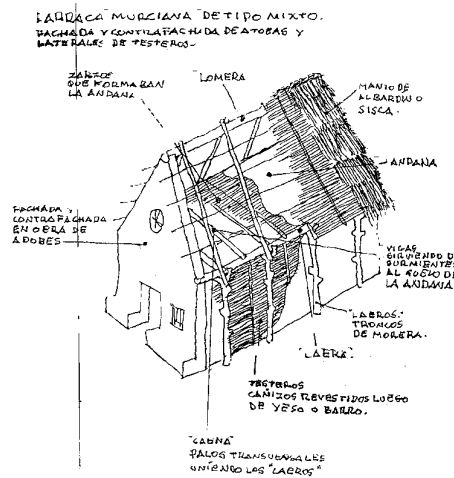 BARRACA "MURCIANA" DE TIPO MIXTO.
FACHADA Y CONTRAFACHADA DE ATOBAS Y
LATERALES DE TESTEROS-
ZARZOS
QUE FORMABAN
LA ANDANA
LOMERA
MANTO DE
ALBARDIN O
SISCA.
ANDANA
FACHADA Y
CONTRAFACHADA
EN OBRA DE
ADOBES
VIGAS
SIRVIENDO DE
DURMIENTES
AL SUELO DE
LA ANDANA
"LAEROS"
TRONCOS
DE MORERA.
"LAERA"
TESTEROS
CAÑIZOS REVESTIDOS LUEGO
DE YESO O BARRO.
PALOS TRANSVERSALES
UNIENDO LOS "LAEROS"